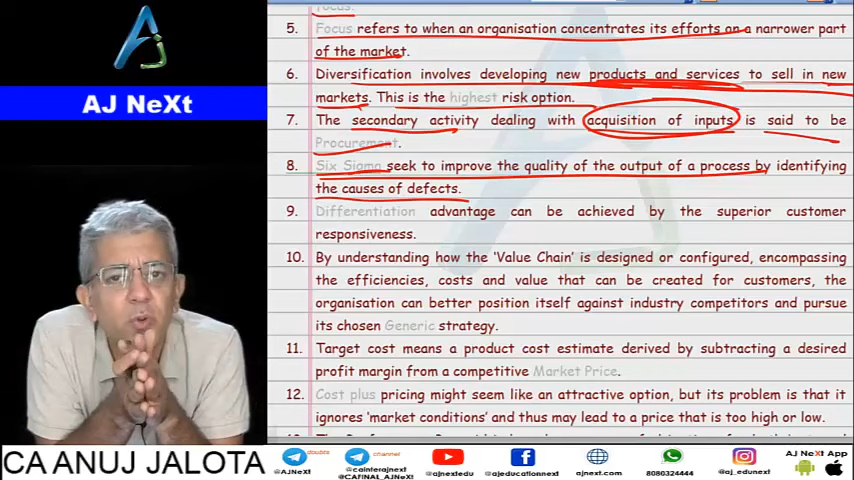 focus.
5. Focus refers to when an organisation concentrates its efforts on a narrower part
of the market.
6. Diversification involves developing new products and services to sell in new
markets. This is the highest risk option.
7. The secondary activity dealing with acquisition of inputs is said to be
Procurement.
8. Six Sigma seek to improve the quality of the output of a process by identifying
the causes of defects.
9. Differentiation advantage can be achieved by the superior customer
responsiveness.
10. By understanding how the ‘Value Chain’ is designed or configured, encompassing
the efficiencies, costs and value that can be created for customers, the
organisation can better position itself against industry competitors and pursue
its chosen Generic strategy.
11. Target cost means a product cost estimate derived by subtracting a desired
profit margin from a competitive Market Price.
12. Cost plus pricing might seem like an attractive option, but its problem is that it
ignores ‘market conditions’ and thus may lead to a price that is too high or low.
AJ NeXt
CA ANUJ JALOTA
doubts
@AJNeXt
channel
@cainterajnext
@CAFINAL_AJNeXt
@ajnextedu
@ajeducationnext
ajnext.com
8080324444
@aj_edunext
AJ NeXt App